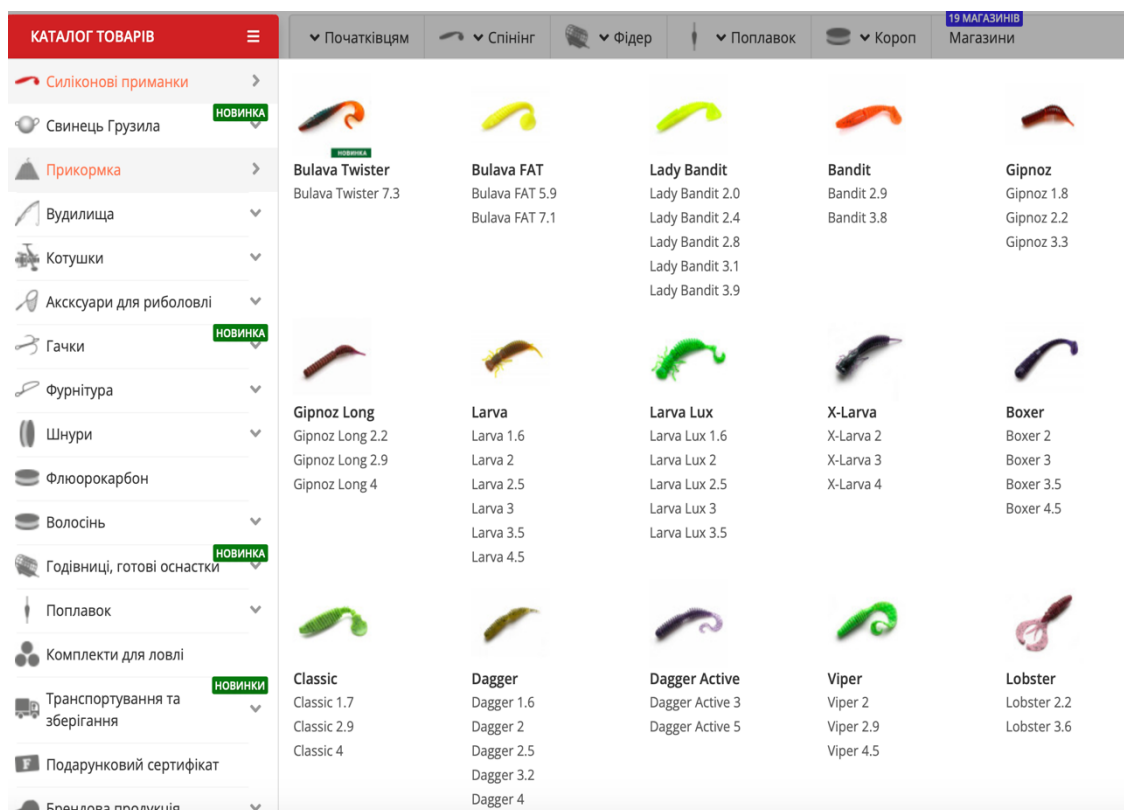 КАТАЛОГ ТОВАРІВ
Початківцям
Спінінг
Фідер
Поплавок
Короп
19 МАГАЗИНІВ
Магазини
Силіконові приманки
НОВИНКА
Свинець Грузила
Прикормка
Вудилища
Котушки
Аксксуари для риболовлі
НОВИНКА
Гачки
Фурнітура
Шнури
Флюорокарбон
Волосінь
НОВИНКА
Годівниці, готові оснастки
Поплавок
Комплекти для ловлі
НОВИНКИ
Транспортування та
зберігання
Подарунковий сертифікат
Брендова продукція
НОВИНКА
Bulava Twister
Bulava Twister 7.3
Bulava FAT
Bulava FAT 5.9
Bulava FAT 7.1
Lady Bandit
Lady Bandit 2.0
Lady Bandit 2.4
Lady Bandit 2.8
Lady Bandit 3.1
Lady Bandit 3.9
Bandit
Bandit 2.9
Bandit 3.8
Gipnoz
Gipnoz 1.8
Gipnoz 2.2
Gipnoz 3.3
Gipnoz Long
Gipnoz Long 2.2
Gipnoz Long 2.9
Gipnoz Long 4
Larva
Larva 1.6
Larva 2
Larva 2.5
Larva 3
Larva 3.5
Larva 4.5
Larva Lux
Larva Lux 1.6
Larva Lux 2
Larva Lux 2.5
Larva Lux 3
Larva Lux 3.5
X-Larva
X-Larva 2
X-Larva 3
X-Larva 4
Boxer
Boxer 2
Boxer 3
Boxer 3.5
Boxer 4.5
Classic
Classic 1.7
Classic 2.9
Classic 4
Dagger
Dagger 1.6
Dagger 2
Dagger 2.5
Dagger 3.2
Dagger 4
Dagger Active
Dagger Active 3
Dagger Active 5
Viper
Viper 2
Viper 2.9
Viper 4.5
Lobster
Lobster 2.2
Lobster 3.6